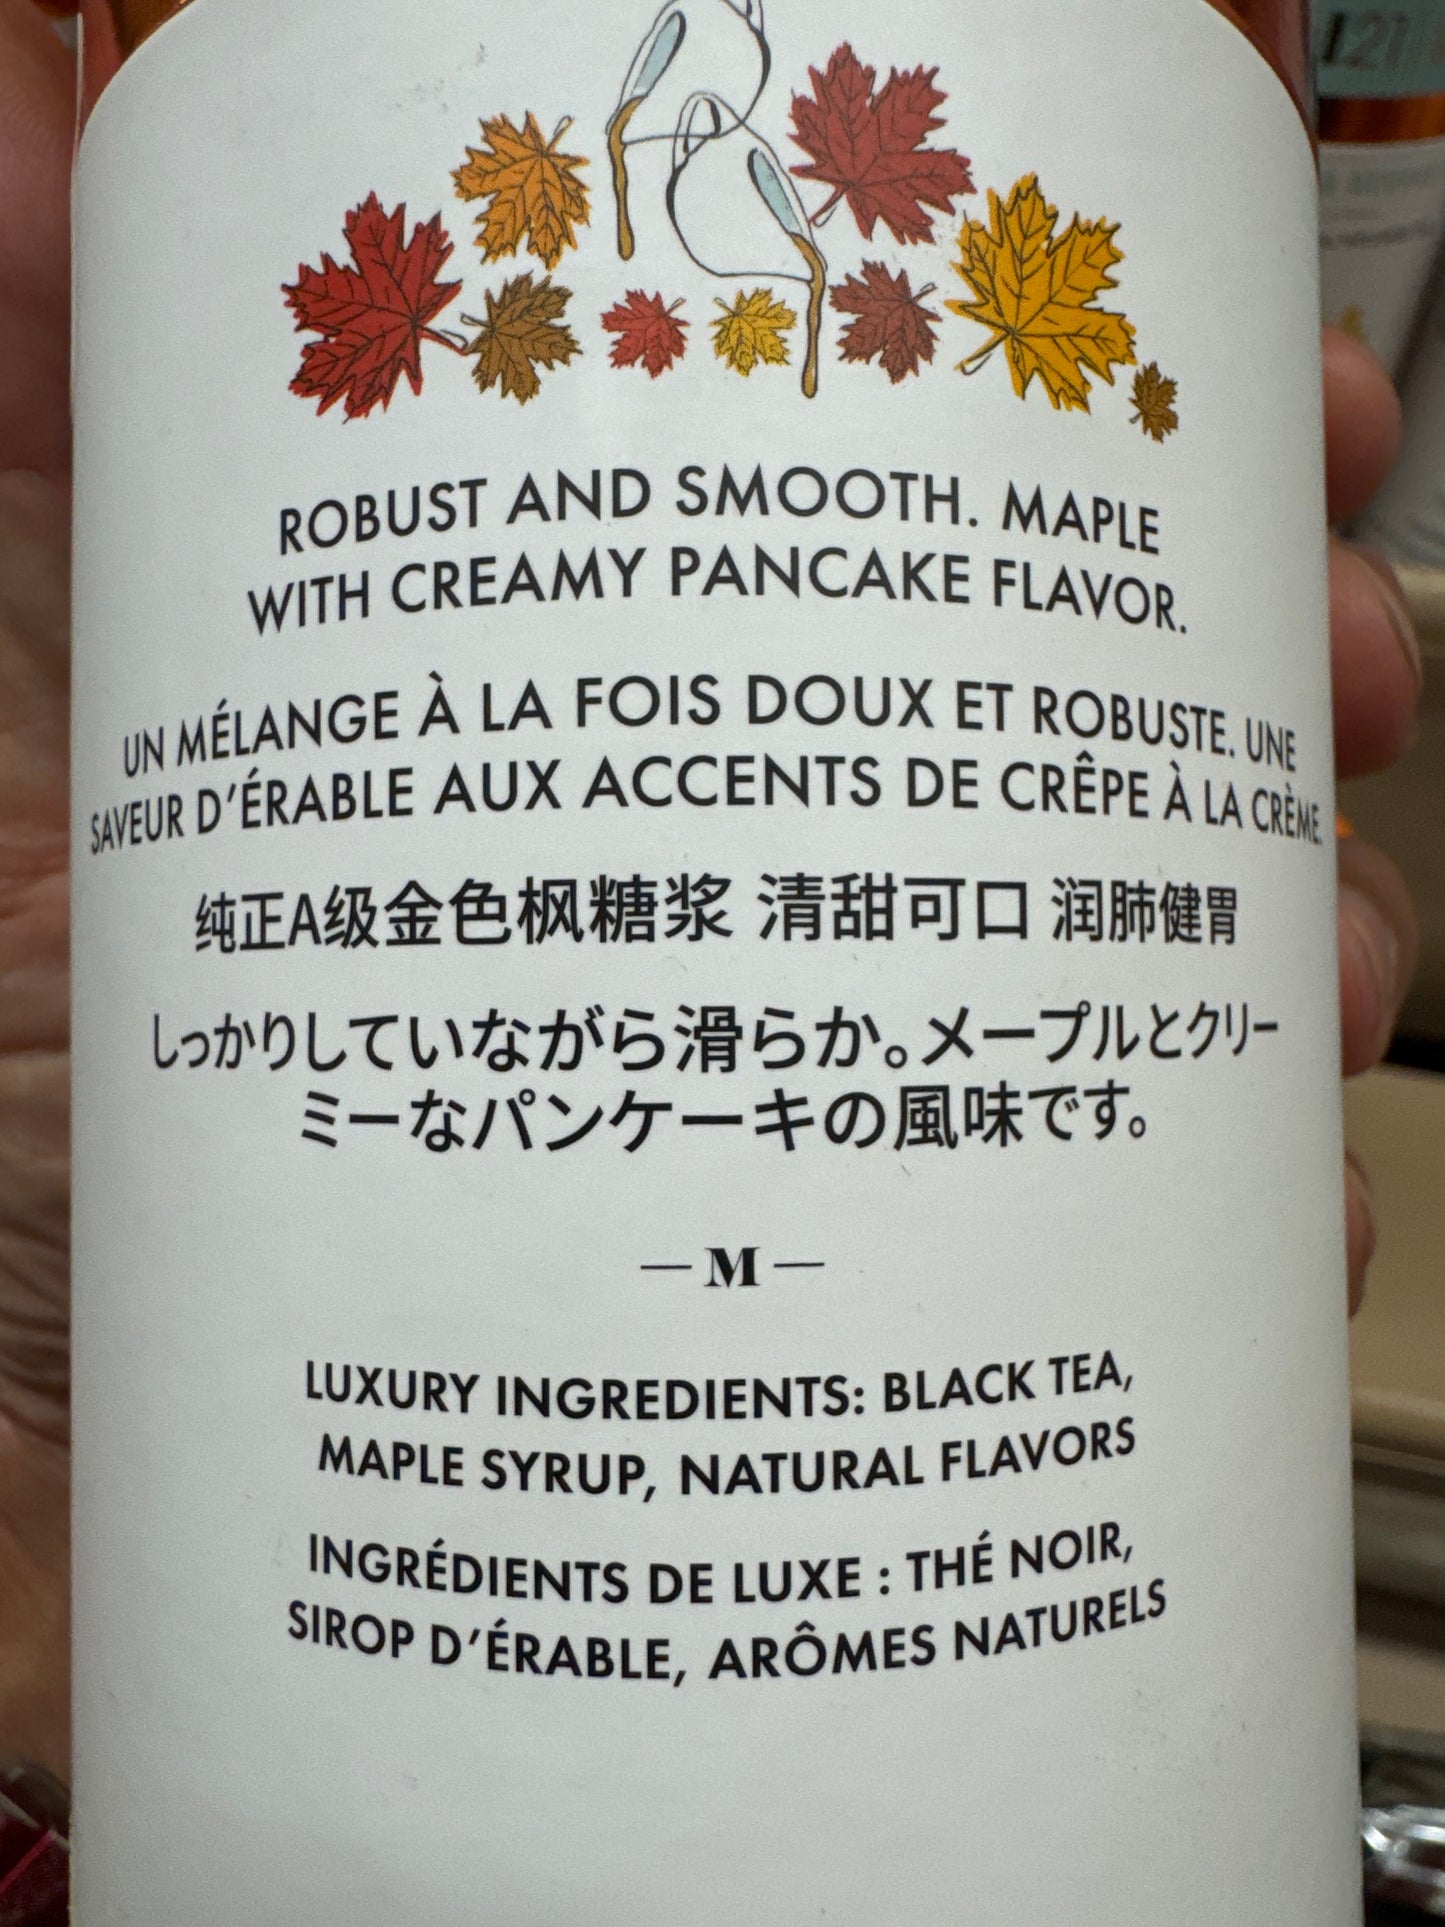 ROBUST AND SMOOTH. MAPLE
WITH CREAMY PANCAKE FLAVOR.
UN MÉLANGE À LA FOIS DOUX ET ROBUSTE. UNE
SAVEUR D'ÉRABLE AUX ACCENTS DE CRÊPE À LA CRÈME.
纯正A级金色枫糖浆 清甜可口 润肺健胃
しっかりしていながら滑らか。メープルとクリー
ミーなパンケーキの風味です。
— M —
LUXURY INGREDIENTS: BLACK TEA,
MAPLE SYRUP, NATURAL FLAVORS
INGRÉDIENTS DE LUXE : THÉ NOIR,
SIROP D'ÉRABLE, ARÔMES NATURELS